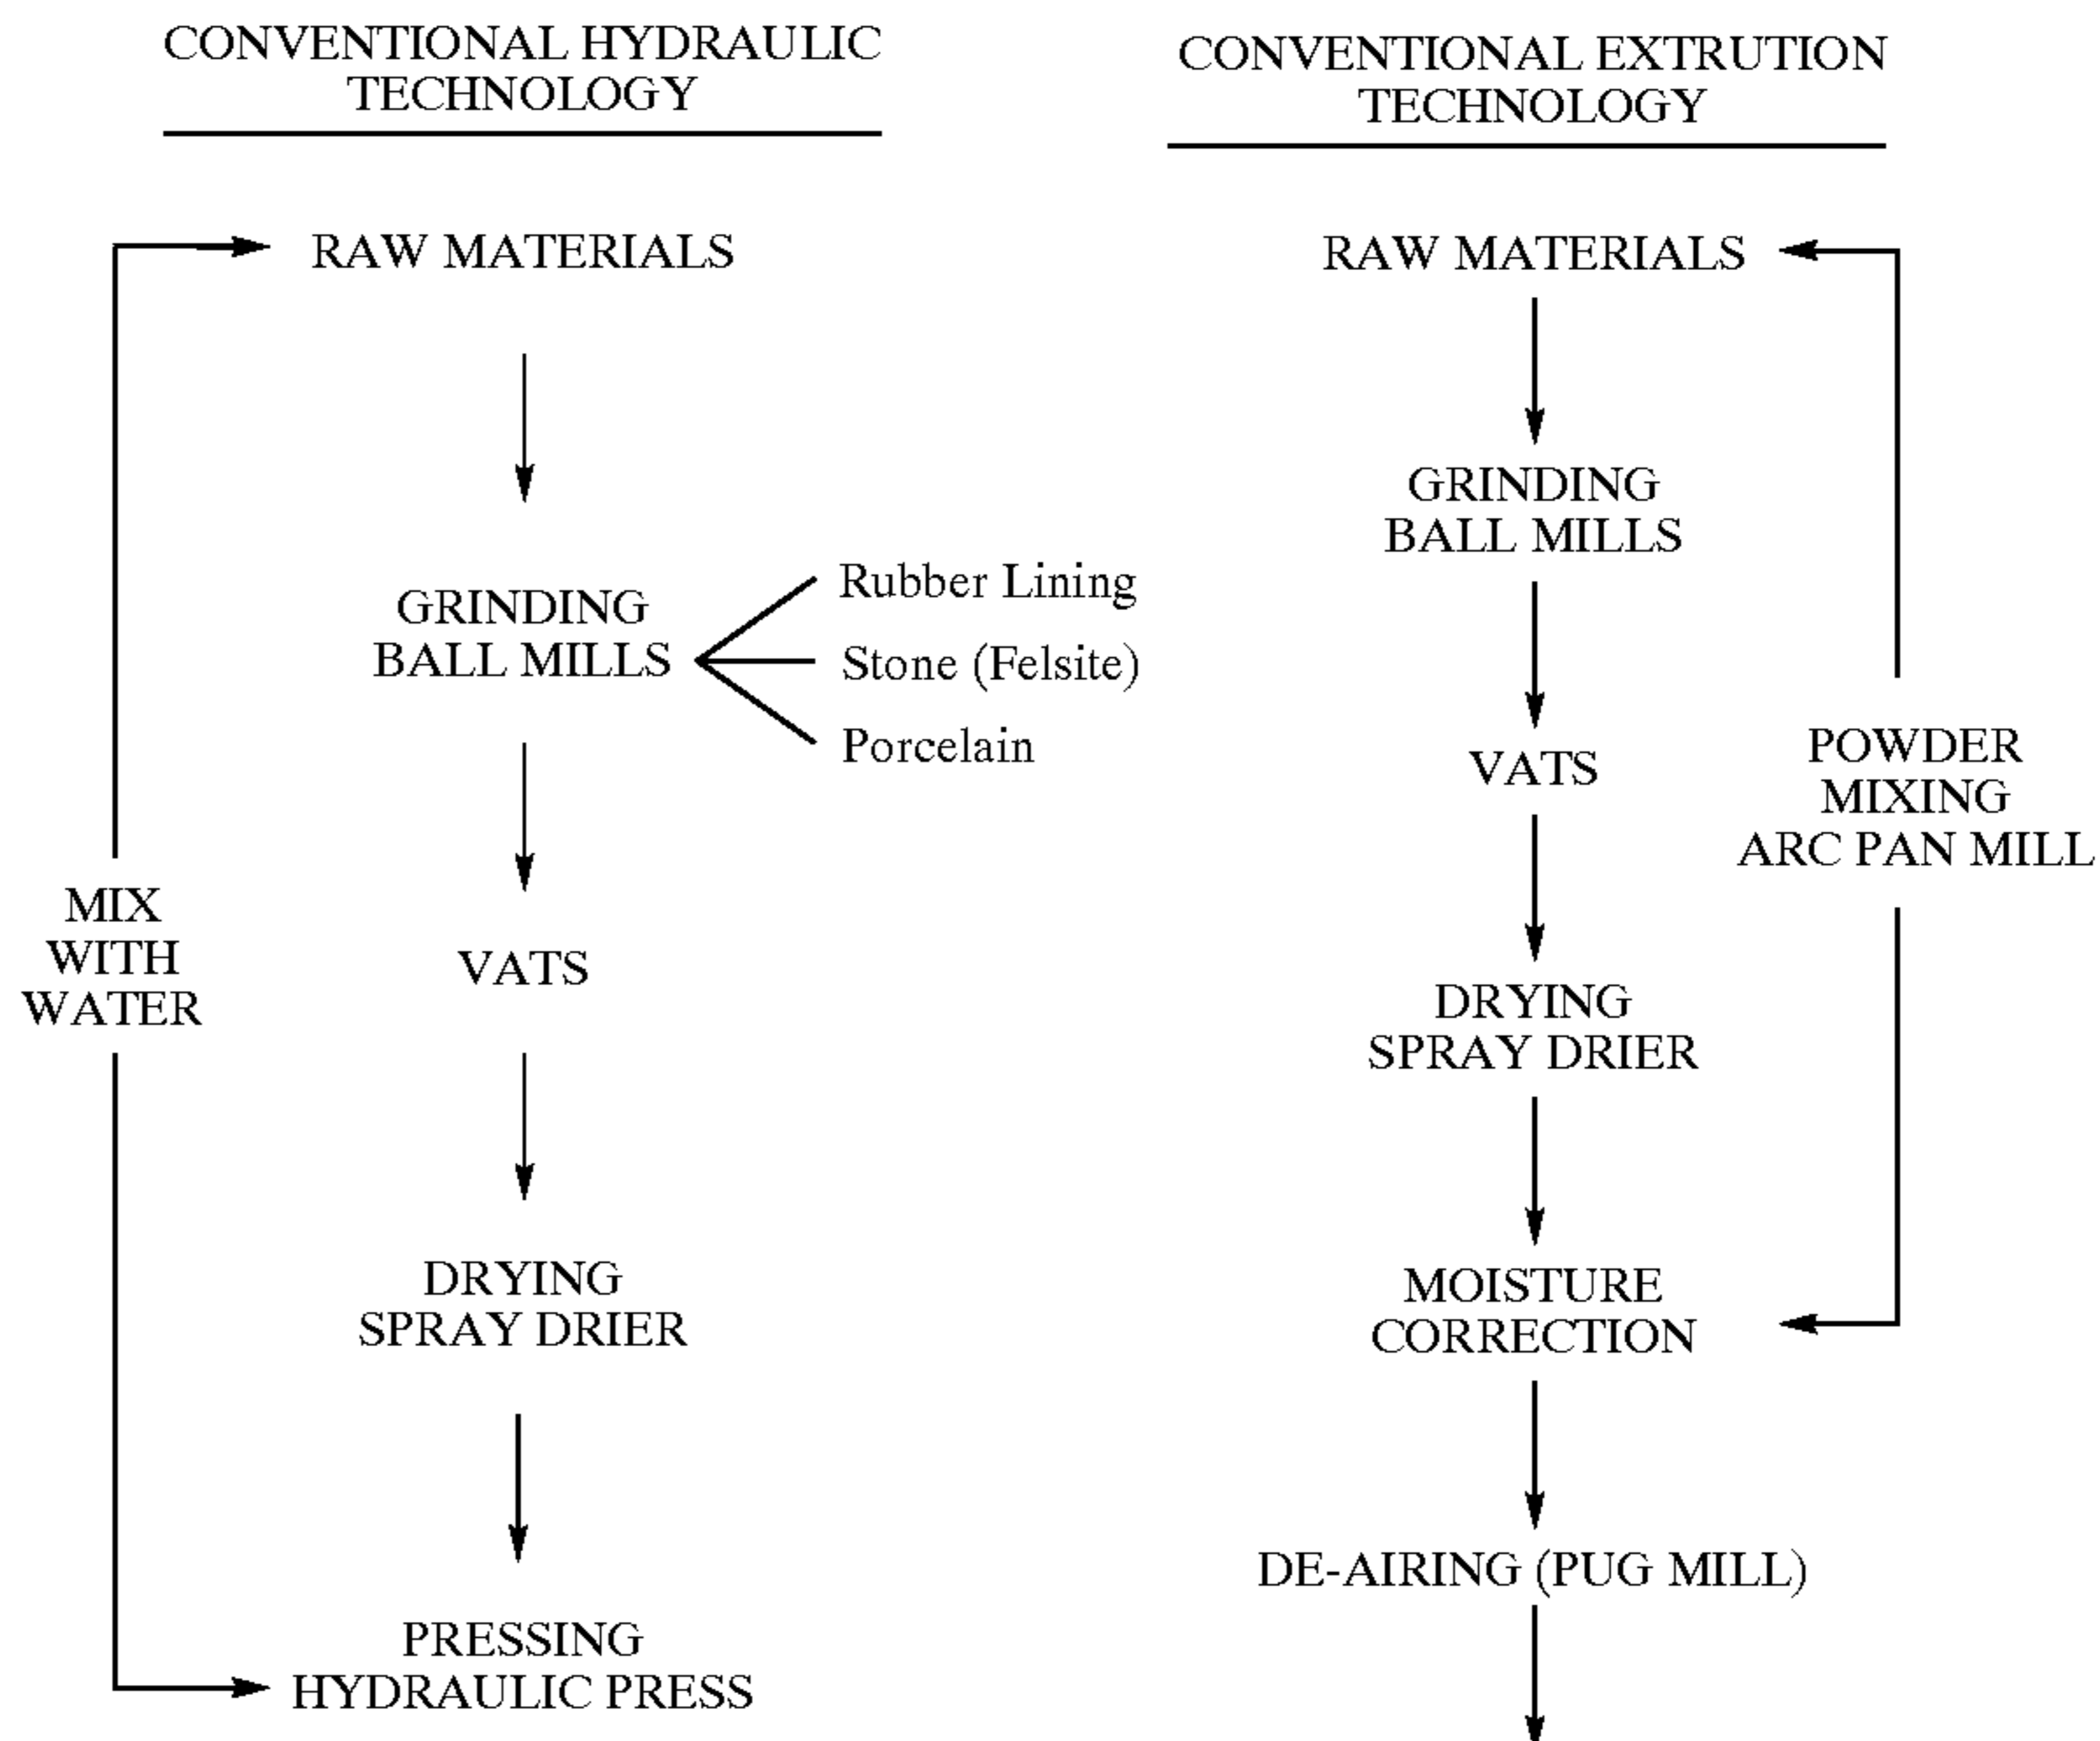 CONVENTIONAL HYDRAULIC
TECHNOLOGY
RAW MATERIALS
GRINDING
BALL MILLS
Rubber Lining
Stone (Felsite)
Porcelain
MIX
WITH
WATER
VATS
DRYING
SPRAY DRIER
PRESSING
HYDRAULIC PRESS
CONVENTIONAL EXTRUTION
TECHNOLOGY
RAW MATERIALS
GRINDING
BALL MILLS
VATS
POWDER
MIXING
ARC PAN MILL
DRYING
SPRAY DRIER
MOISTURE
CORRECTION
DE-AIRING (PUG MILL)